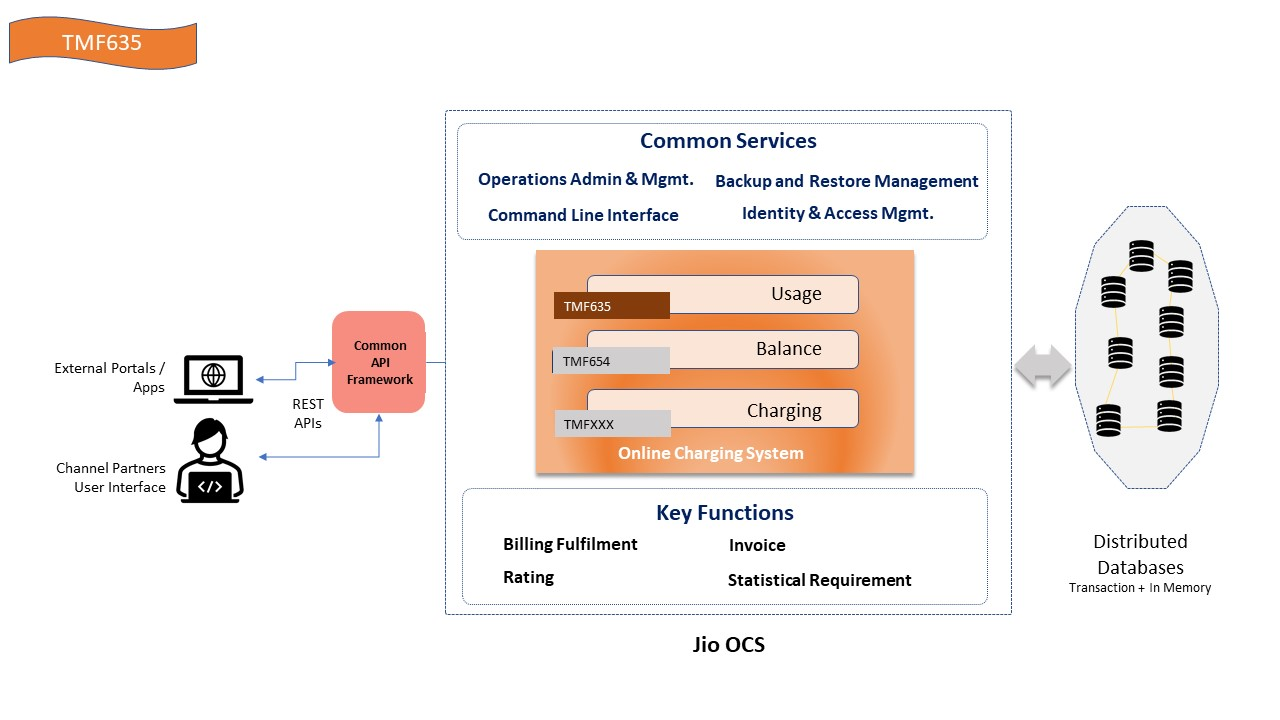 TMF635
Common Services
Operations Admin & Mgmt.
Backup and Restore Management
Command Line Interface
Identity & Access Mgmt.
Usage
TMF635
Balance
TMF654
Charging
TMFXXX
Online Charging System
Common
API
Framework
External Portals /
Apps
REST
APIs
Channel Partners
User Interface
Key Functions
Billing Fulfilment
Invoice
Rating
Statistical Requirement
Jio OCS
Distributed
Databases
Transaction + In Memory